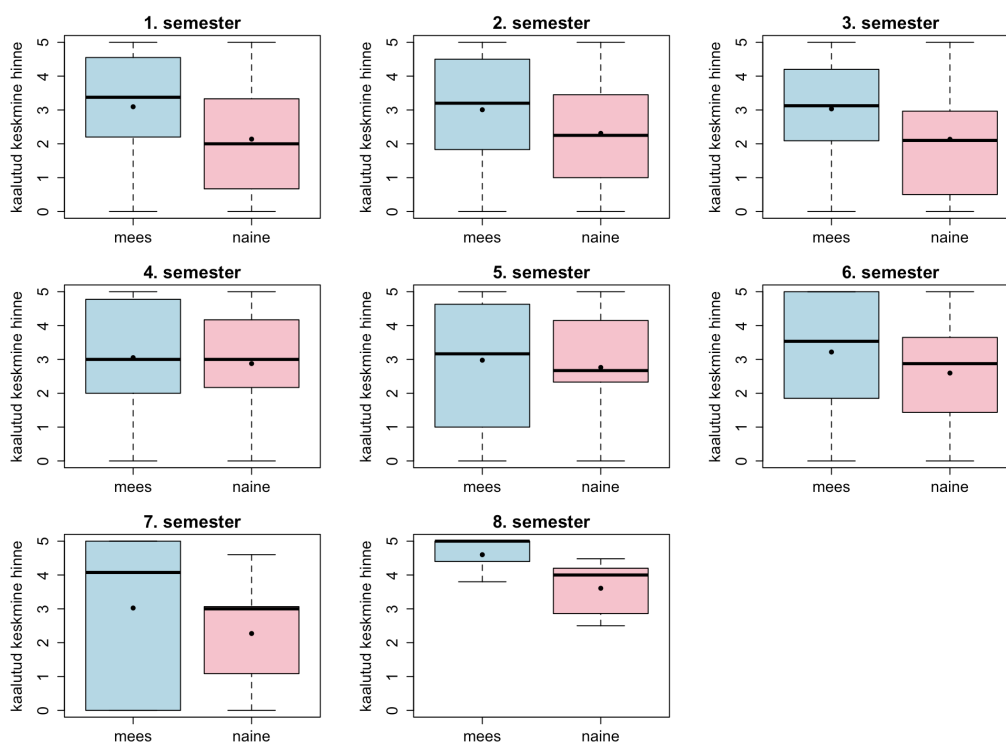 1. semester
kaalutud keskmine hinne
5
4
3
2
1
0
mees naine
2. semester
kaalutud keskmine hinne
5
4
3
2
1
0
mees naine
3. semester
kaalutud keskmine hinne
5
4
3
2
1
0
mees naine
4. semester
kaalutud keskmine hinne
5
4
3
2
1
0
mees naine
5. semester
kaalutud keskmine hinne
5
4
3
2
1
0
mees naine
6. semester
kaalutud keskmine hinne
5
4
3
2
1
0
mees naine
7. semester
kaalutud keskmine hinne
5
4
3
2
1
0
mees naine
8. semester
kaalutud keskmine hinne
5
4
3
2
1
0
mees naine